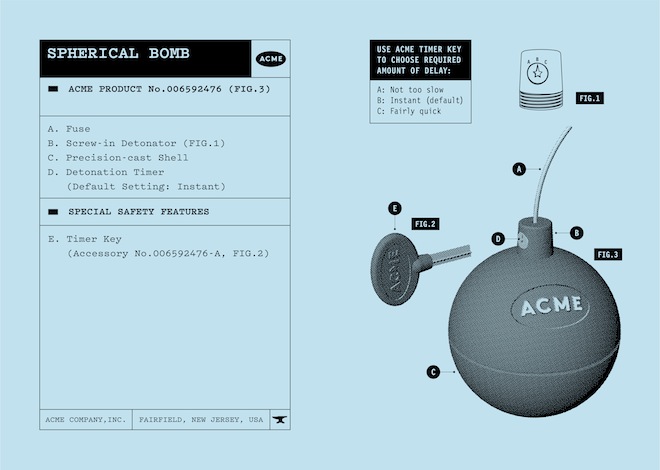 SPHERICAL BOMB
ACME
ACME PRODUCT No.006592476 (FIG.3)
A. Fuse
B. Screw-in Detonator (FIG.1)
C. Precision-cast Shell
D. Detonation Timer
(Default Setting: Instant)
SPECIAL SAFETY FEATURES
E. Timer Key
(Accessory No.006592476-A, FIG.2)
ACME COMPANY,INC.
FAIRFIELD, NEW JERSEY, USA
USE ACME TIMER KEY
TO CHOOSE REQUIRED
AMOUNT OF DELAY:
A: Not too slow
B: Instant (default)
C: Fairly quick
A B C
FIG.1
A
E
FIG.2
D
B
FIG.3
ACME
ACME
C